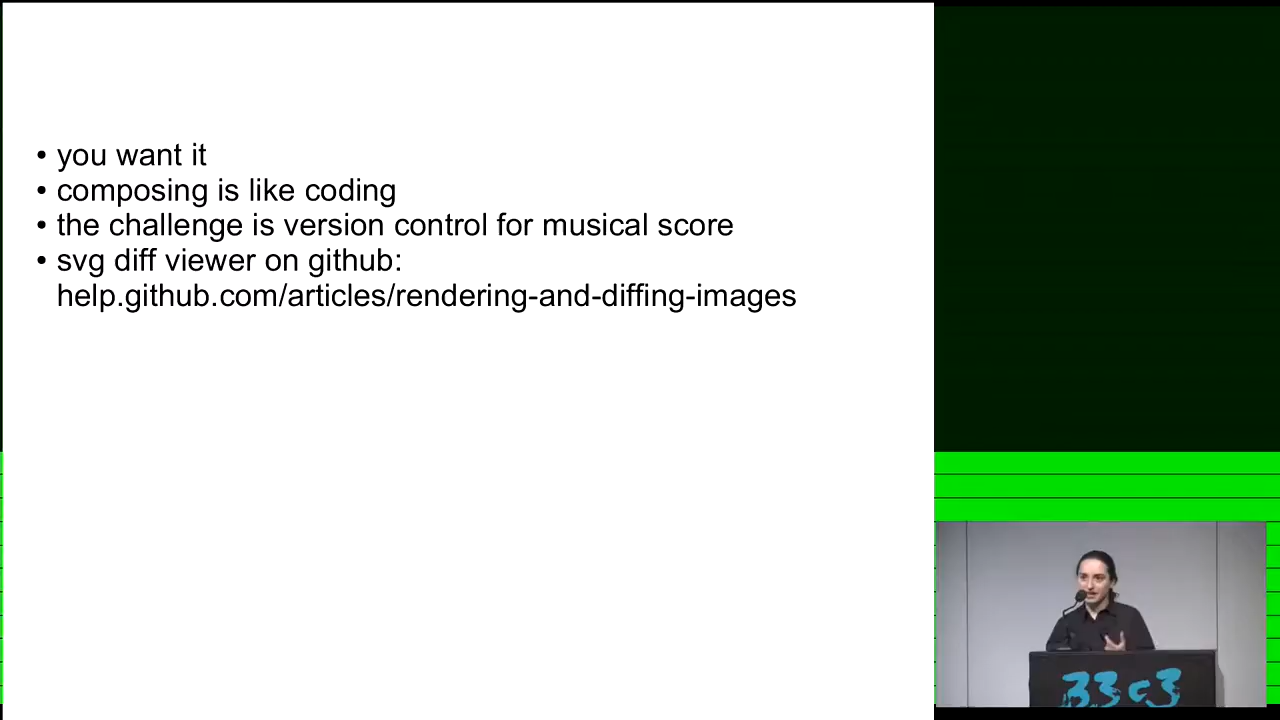 • you want it
• composing is like coding
• the challenge is version control for musical score
• svg diff viewer on github:
help.github.com/articles/rendering-and-diffing-images
33c3